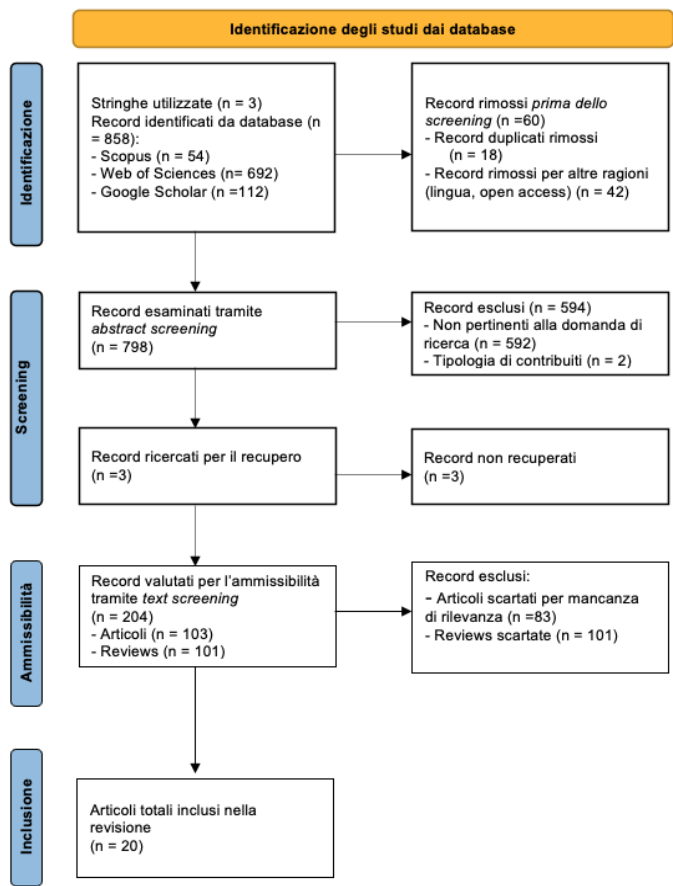 Identificazione degli studi dai database
Identificazione
Stringhe utilizzate (n = 3)
Record identificati da database (n
= 858):
- Scopus (n = 54)
- Web of Sciences (n= 692)
- Google Scholar (n =112)
Record rimossi prima dello
screening (n =60)
- Record duplicati rimossi
(n = 18)
- Record rimossi per altre ragioni
(lingua, open access) (n = 42)
Screening
Record esaminati tramite
abstract screening
(n = 798)
Record esclusi (n = 594)
- Non pertinenti alla domanda di
ricerca (n = 592)
- Tipologia di contribuiti (n = 2)
Record ricercati per il recupero
(n =3)
Record non recuperati
(n =3)
Ammissibilità
Record valutati per l'ammissibilità
tramite text screening
(n = 204)
- Articoli (n = 103)
- Reviews (n = 101)
Record esclusi:
- Articoli scartati per mancanza
di rilevanza (n =83)
- Reviews scartate (n = 101)
Inclusione
Articoli totali inclusi nella
revisione
(n = 20)